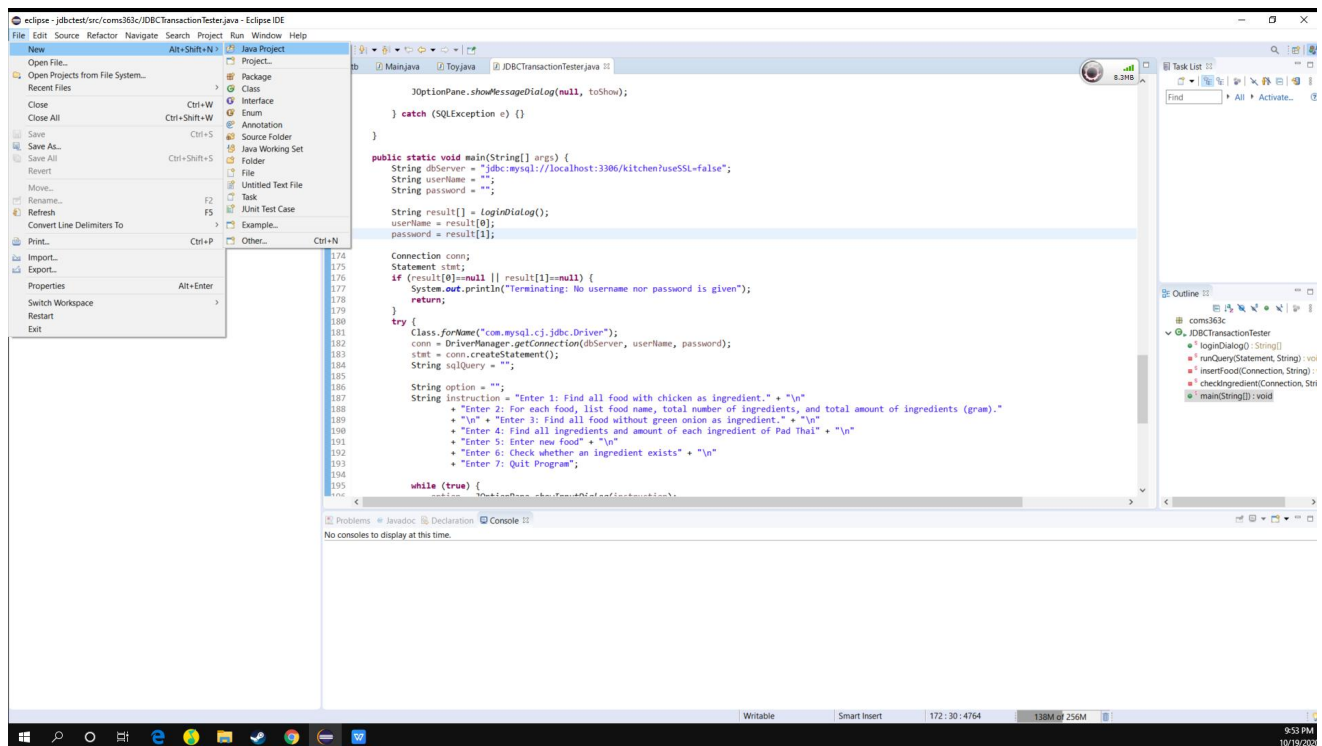 eclipse - jdbctest/src/coms363c/JDBCTransactionTester.java - Eclipse IDE
File Edit Source Refactor Navigate Search Project Run Window Help
New Alt+Shift+N >
Open File...
Open Projects from File System...
Recent Files >
Close Ctrl+W
Close All Ctrl+Shift+W
Save Ctrl+S
Save As...
Save All Ctrl+Shift+S
Revert
Move...
Rename... F2
Refresh F5
Convert Line Delimiters To >
Print... Ctrl+P
Import...
Export...
Properties Alt+Enter
Switch Workspace >
Restart
Exit
Java Project
Project...
Package
Class
Interface
Enum
Annotation
Source Folder
Java Working Set
Folder
File
Untitled Text File
Task
JUnit Test Case
Example...
Other... Ctrl+N
Main.java Toy.java JDBCTransactionTester.java
8.3MB
JOptionPane.showMessageDialog(null, toShow);
} catch (SQLException e) {}
}
public static void main(String[] args) {
String dbServer = "jdbc:mysql://localhost:3306/kitchen?useSSL=false";
String userName = "";
String password = "";
String result[] = loginDialog();
userName = result[0];
password = result[1];
174
175 Connection conn;
Statement stmt;
176 if (result[0]==null || result[1]==null) {
177 System.out.println("Terminating: No username nor password is given");
178 return;
179 }
180 try {
181 Class.forName("com.mysql.cj.jdbc.Driver");
182 conn = DriverManager.getConnection(dbServer, userName, password);
183 stmt = conn.createStatement();
184 String sqlQuery = "";
185
186 String option = "";
187 String instruction = "Enter 1: Find all food with chicken as ingredient." + "\n"
188 + "Enter 2: For each food, list food name, total number of ingredients, and total amount of ingredients (gram)."
189 + "\n" + "Enter 3: Find all food without green onion as ingredient." + "\n"
190 + "Enter 4: Find all ingredients and amount of each ingredient of Pad Thai" + "\n"
191 + "Enter 5: Enter new food" + "\n"
192 + "Enter 6: Check whether an ingredient exists" + "\n"
193 + "Enter 7: Quit Program";
194
195 while (true) {
Task List
Find All Activate...
Outline
coms363c
JDBCTransactionTester
loginDialog() : String[]
runQuery(Statement, String) : voi
insertFood(Connection, String) :
checkIngredient(Connection, Stri
main(String[]) : void
Problems Javadoc Declaration Console
No consoles to display at this time.
Writable Smart Insert 172 : 30 : 4764 138M of 256M
9:53 PM
10/19/2020